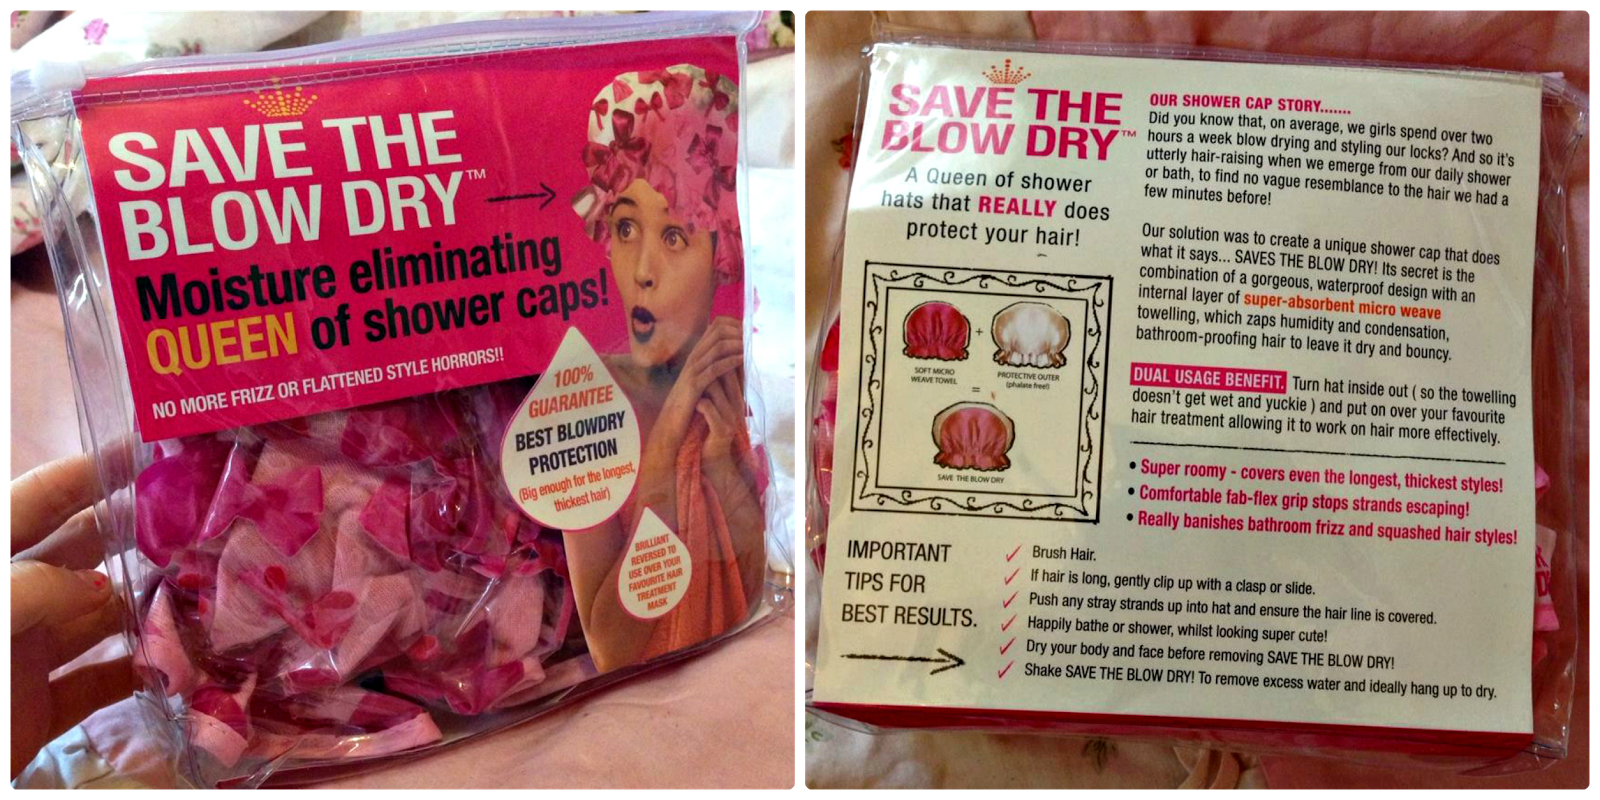 SAVE THE
BLOW DRY™
Moisture eliminating
QUEEN of shower caps!
NO MORE FRIZZ OR FLATTENED STYLE HORRORS!!
100%
GUARANTEE
BEST BLOWDRY
PROTECTION
(Big enough for the longest,
thickest hair)
BRILLIANT
REVERSED TO
USE OVER YOUR
FAVOURITE HAIR
TREATMENT
MASK
SAVE THE
BLOW DRY™
A Queen of shower
hats that REALLY does
protect your hair!
SOFT MICRO
WEAVE TOWEL
+
PROTECTIVE OUTER
(phalate free!)
=
SAVE THE BLOW DRY
OUR SHOWER CAP STORY.......
Did you know that, on average, we girls spend over two
hours a week blow drying and styling our locks? And so it's
utterly hair-raising when we emerge from our daily shower
or bath, to find no vague resemblance to the hair we had a
few minutes before!
Our solution was to create a unique shower cap that does
what it says... SAVES THE BLOW DRY! Its secret is the
combination of a gorgeous, waterproof design with an
internal layer of super-absorbent micro weave
towelling, which zaps humidity and condensation,
bathroom-proofing hair to leave it dry and bouncy.
DUAL USAGE BENEFIT. Turn hat inside out ( so the towelling
doesn't get wet and yuckie ) and put on over your favourite
hair treatment allowing it to work on hair more effectively.
• Super roomy - covers even the longest, thickest styles!
• Comfortable fab-flex grip stops strands escaping!
• Really banishes bathroom frizz and squashed hair styles!
IMPORTANT
TIPS FOR
BEST RESULTS.
✓ Brush Hair.
✓ If hair is long, gently clip up with a clasp or slide.
✓ Push any stray strands up into hat and ensure the hair line is covered.
✓ Happily bathe or shower, whilst looking super cute!
✓ Dry your body and face before removing SAVE THE BLOW DRY!
✓ Shake SAVE THE BLOW DRY! To remove excess water and ideally hang up to dry.